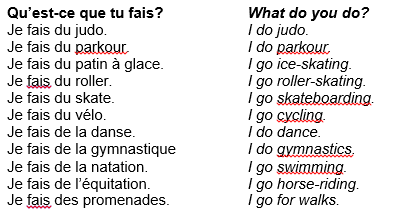 Qu'est-ce que tu fais? What do you do?
Je fais du judo. I do judo.
Je fais du parkour. I do parkour.
Je fais du patin à glace. I go ice-skating.
Je fais du roller. I go roller-skating.
Je fais du skate. I go skateboarding.
Je fais du vélo. I go cycling.
Je fais de la danse. I do dance.
Je fais de la gymnastique I do gymnastics.
Je fais de la natation. I go swimming.
Je fais de l'équitation. I go horse-riding.
Je fais des promenades. I go for walks.